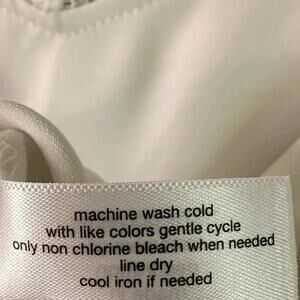 machine wash cold
with like colors gentle cycle
only non chlorine bleach when needed
line dry
cool iron if needed